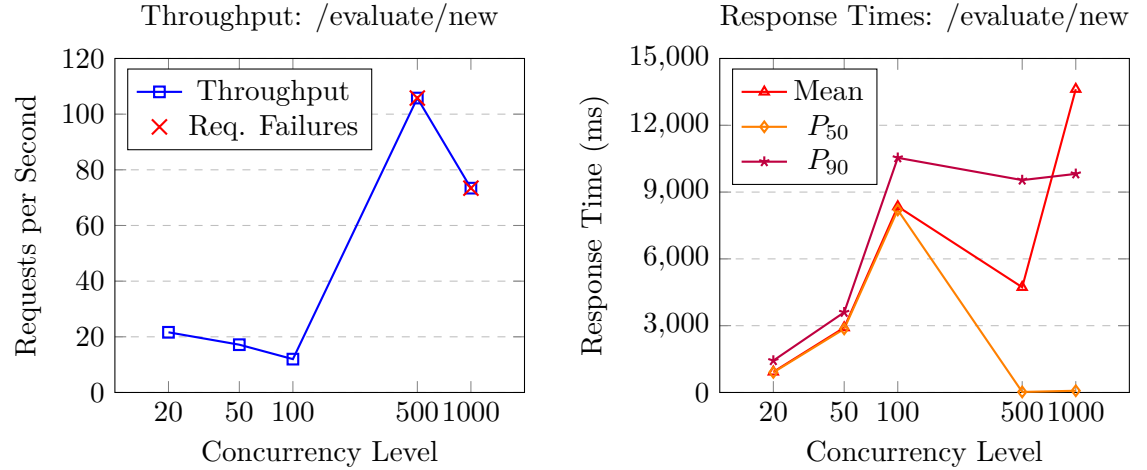 Throughput: /evaluate/new
120
100
80
60
40
20
0
Requests per Second
Throughput
Req. Failures
20 50 100 500 1000
Concurrency Level
Response Times: /evaluate/new
15,000
12,000
9,000
6,000
3,000
0
Response Time (ms)
Mean
P50
P90
20 50 100 500 1000
Concurrency Level